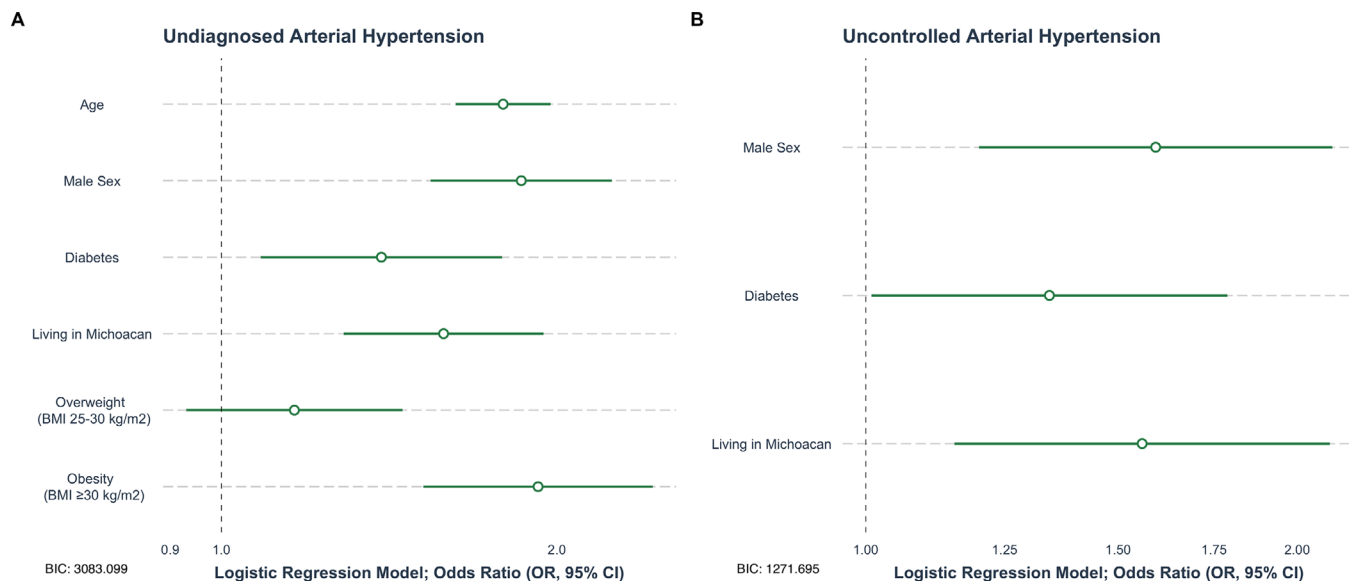 A
Undiagnosed Arterial Hypertension
Age
Male Sex
Diabetes
Living in Michoacan
Overweight
(BMI 25-30 kg/m2)
Obesity
(BMI ≥30 kg/m2)
0.9 1.0 2.0
BIC: 3083.099
Logistic Regression Model; Odds Ratio (OR, 95% CI)
B
Uncontrolled Arterial Hypertension
Male Sex
Diabetes
Living in Michoacan
1.00 1.25 1.50 1.75 2.00
BIC: 1271.695
Logistic Regression Model; Odds Ratio (OR, 95% CI)